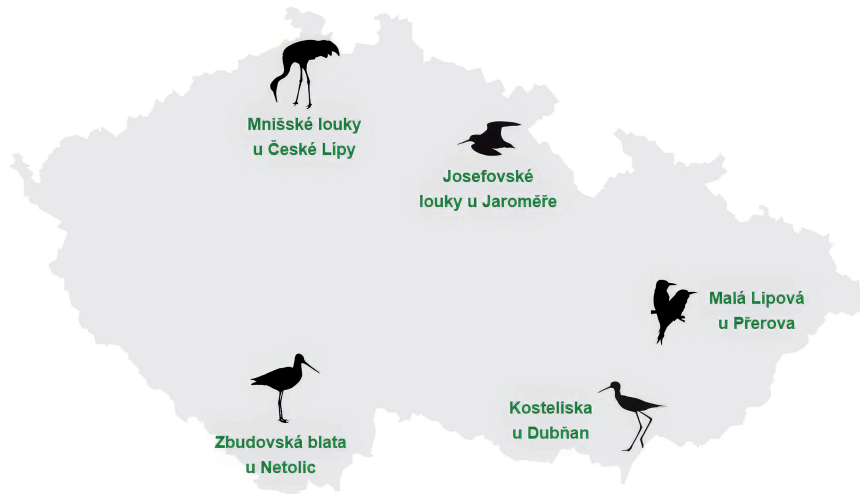 Mnišské louky
u České Lípy
Josefovské
louky u Jaroměře
Malá Lipová
u Přerova
Kosteliska
u Dubňan
Zbudovská blata
u Netolic